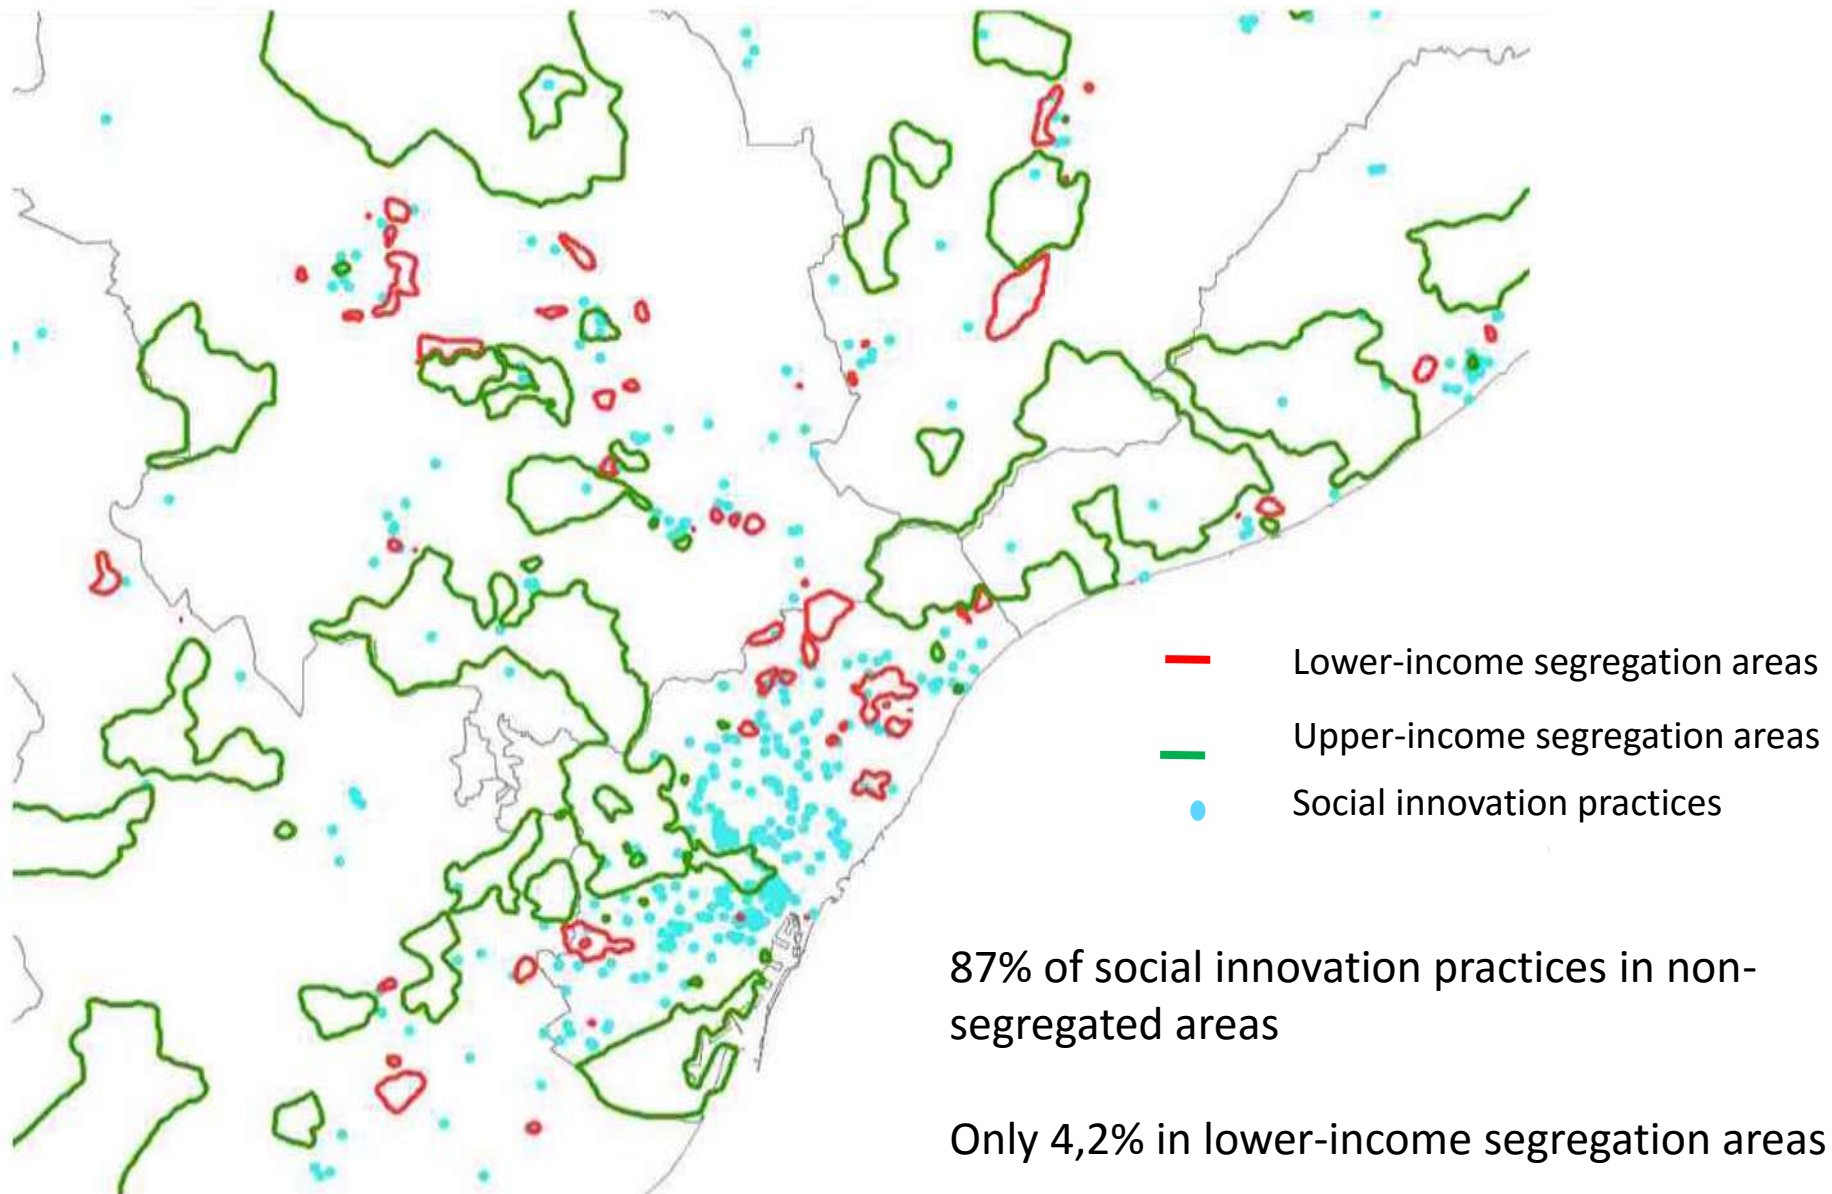 Lower-income segregation areas
Upper-income segregation areas
Social innovation practices
87% of social innovation practices in non-
segregated areas
Only 4,2% in lower-income segregation areas